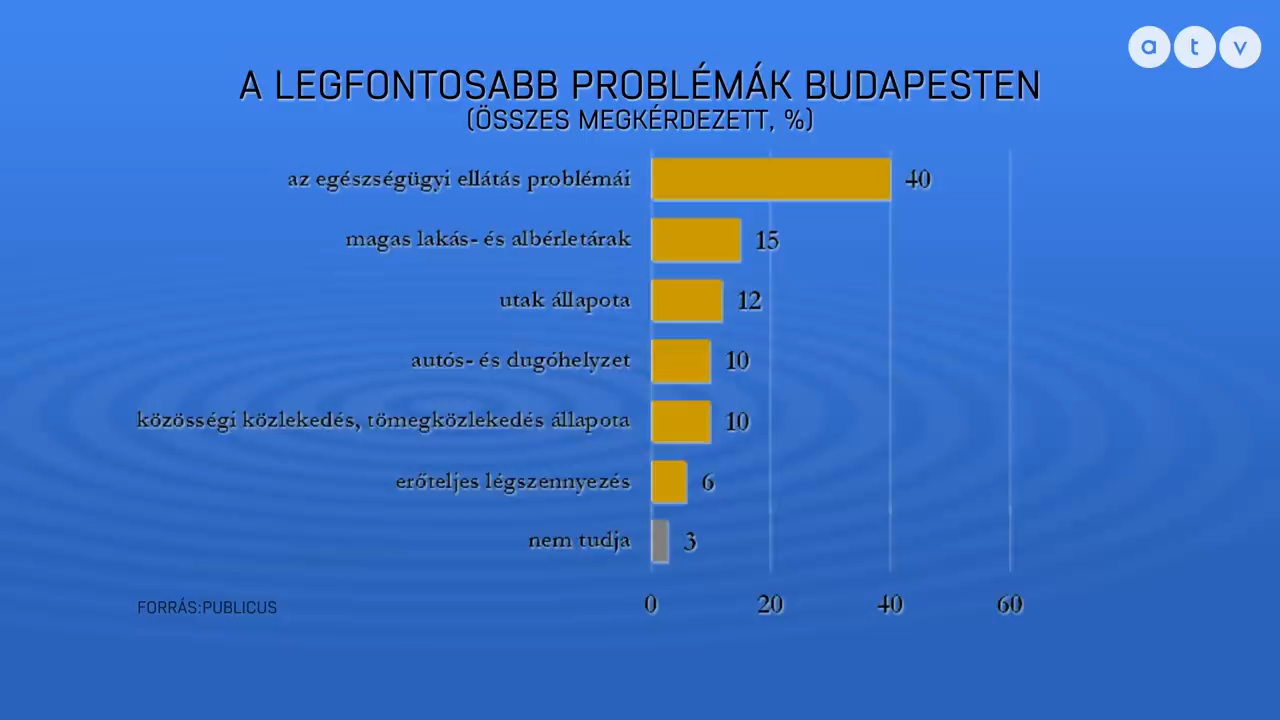 a t v
A LEGFONTOSABB PROBLÉMÁK BUDAPESTEN
(ÖSSZES MEGKÉRDEZETT, %)
az egészségügyi ellátás problémái 40
magas lakás- és albérletárak 15
utak állapota 12
autós- és dugóhelyzet 10
közösségi közlekedés, tömegközlekedés állapota 10
erőteljes légszennyezés 6
nem tudja 3
0 20 40 60
FORRÁS:PUBLICUS